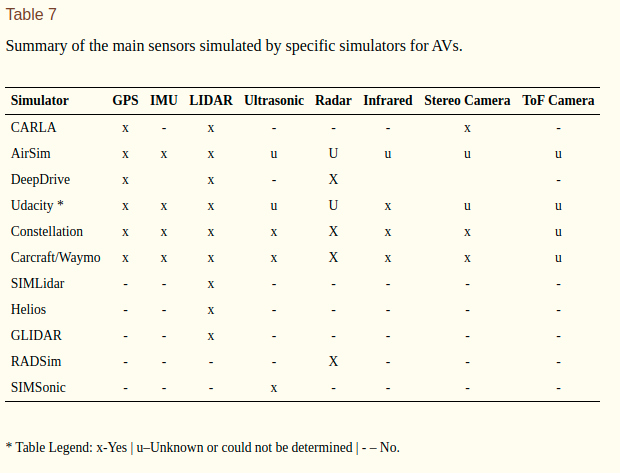 Table 7
Summary of the main sensors simulated by specific simulators for AVs.
Simulator GPS IMU LIDAR Ultrasonic Radar Infrared Stereo Camera ToF Camera
CARLA x - x - - - x -
AirSim x x x u U u u u
DeepDrive x x - X -
Udacity * x x x u U x u u
Constellation x x x x X x x u
Carcraft/Waymo x x x x X x x u
SIMLidar - - x - - - - -
Helios - - x - - - - -
GLIDAR - - x - - - - -
RADSim - - - - X - - -
SIMSonic - - - x - - - -
* Table Legend: x-Yes | u–Unknown or could not be determined | - – No.